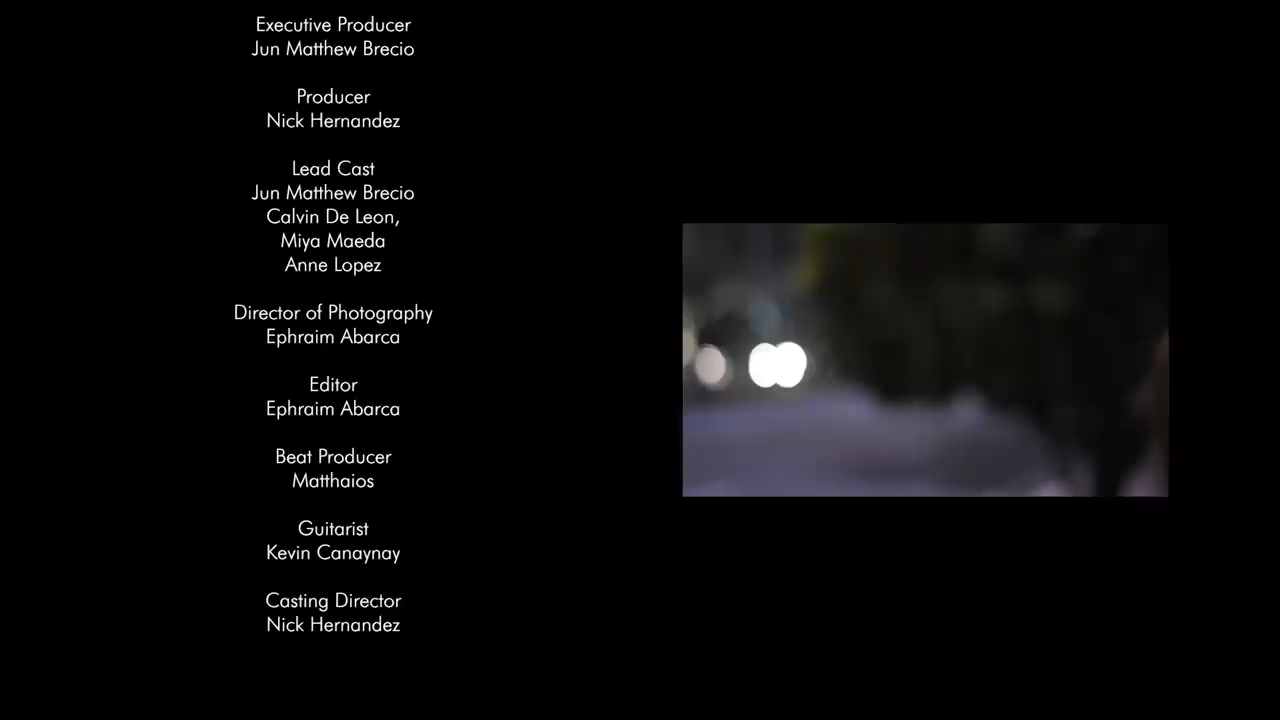 Executive Producer
Jun Matthew Brecio
Producer
Nick Hernandez
Lead Cast
Jun Matthew Brecio
Calvin De Leon,
Miya Maeda
Anne Lopez
Director of Photography
Ephraim Abarca
Editor
Ephraim Abarca
Beat Producer
Matthaios
Guitarist
Kevin Canaynay
Casting Director
Nick Hernandez